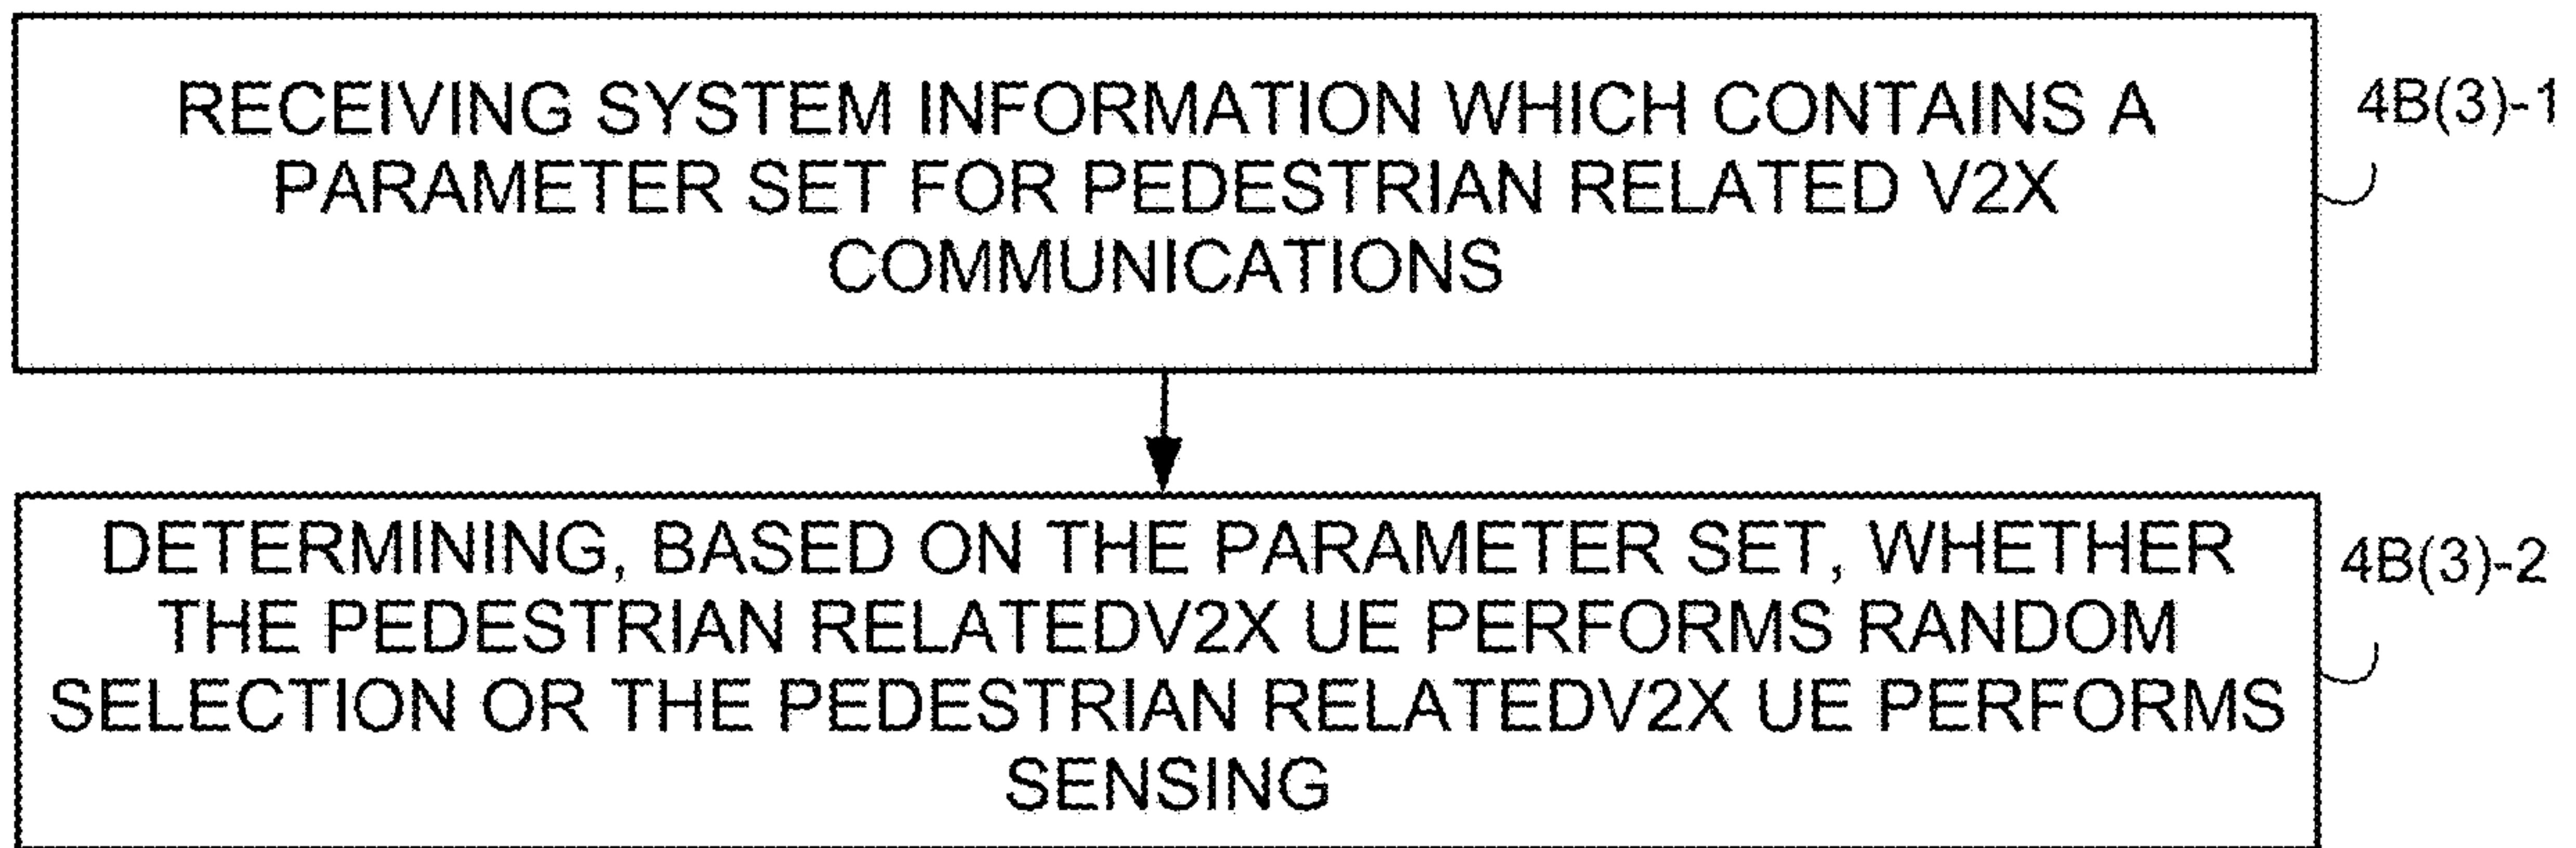 RECEIVING SYSTEM INFORMATION WHICH CONTAINS A
PARAMETER SET FOR PEDESTRIAN RELATED V2X
COMMUNICATIONS
4B(3)-1
DETERMINING, BASED ON THE PARAMETER SET, WHETHER
THE PEDESTRIAN RELATEDV2X UE PERFORMS RANDOM
SELECTION OR THE PEDESTRIAN RELATEDV2X UE PERFORMS
SENSING
4B(3)-2